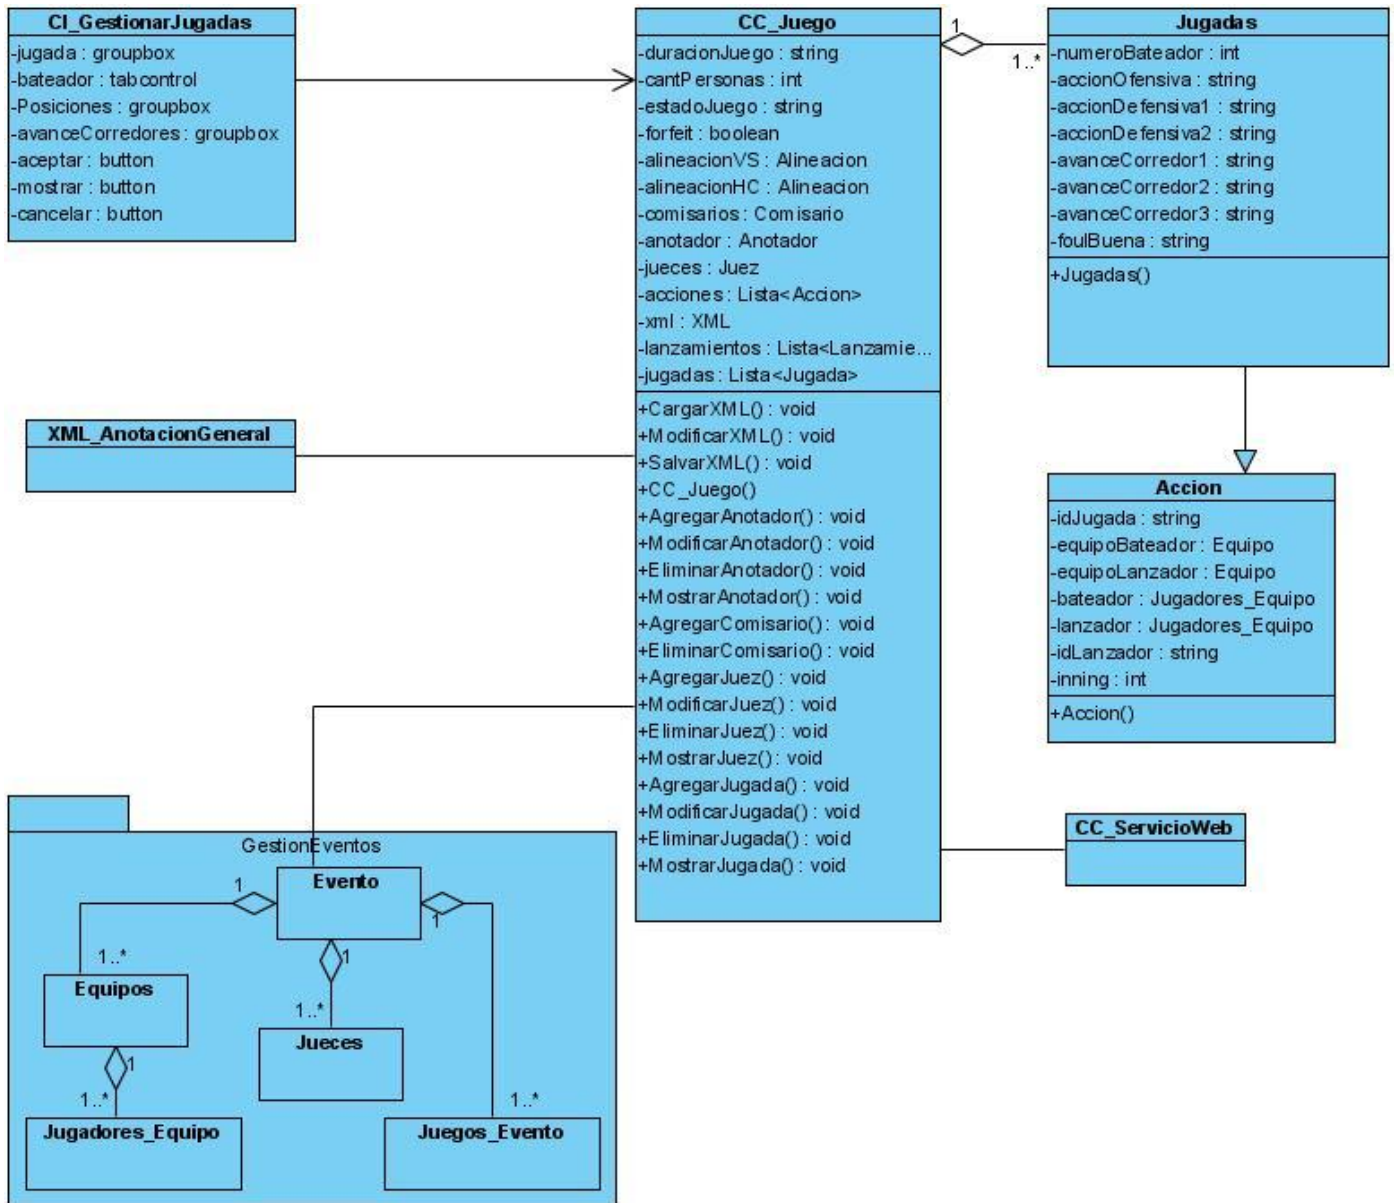 CI_GestionarJugadas
-jugada : groupbox
-bateador : tabcontrol
-Posiciones : groupbox
-avanceCorredores : groupbox
-aceptar : button
-mostrar : button
-cancelar : button
CC_Juego
-duracionJuego : string
-cantPersonas : int
-estadoJuego : string
-forfeit : boolean
-alineacionVS : Alineacion
-alineacionHC : Alineacion
-comisarios : Comisario
-anotador : Anotador
-jueces : Juez
-acciones : Lista<Accion>
-xml : XML
-lanzamientos : Lista<Lanzamie...
-jugadas : Lista<Jugada>
+CargarXML() : void
+ModificarXML() : void
+SalvarXML() : void
+CC_Juego()
+AgregarAnotador() : void
+ModificarAnotador() : void
+EliminarAnotador() : void
+MostrarAnotador() : void
+AgregarComisario() : void
+EliminarComisario() : void
+AgregarJuez() : void
+ModificarJuez() : void
+EliminarJuez() : void
+MostrarJuez() : void
+AgregarJugada() : void
+ModificarJugada() : void
+EliminarJugada() : void
+MostrarJugada() : void
1
1..*
Jugadas
-numeroBateador : int
-accionOfensiva : string
-accionDefensiva1 : string
-accionDefensiva2 : string
-avanceCorredor1 : string
-avanceCorredor2 : string
-avanceCorredor3 : string
-foulBuena : string
+Jugadas()
XML_AnotacionGeneral
Accion
-idJugada : string
-equipoBateador : Equipo
-equipoLanzador : Equipo
-bateador : Jugadores_Equipo
-lanzador : Jugadores_Equipo
-idLanzador : string
-inning : int
+Accion()
CC_ServicioWeb
GestionEventos
Evento
1
1
1
1..*
Equipos
1..*
Jueces
1
1..*
1..*
Jugadores_Equipo
Juegos_Evento